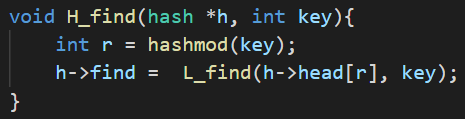 void H_find(hash *h, int key){
    int r = hashmod(key);
    h->find =  L_find(h->head[r], key);
}